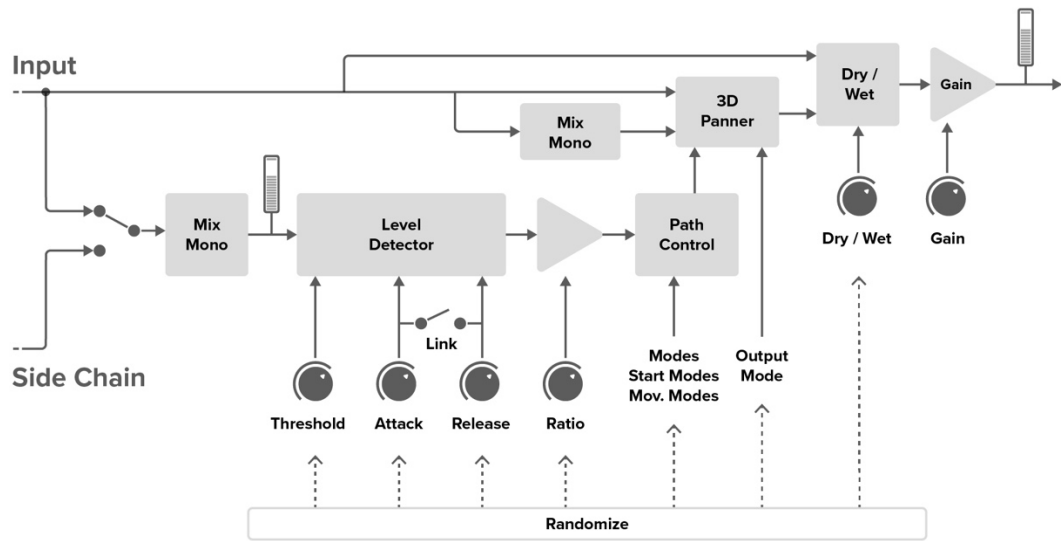 Input
Dry /
Wet
Gain
3D
Panner
Mix
Mono
Mix
Mono
Level
Detector
Path
Control
Dry / Wet
Gain
Link
Side Chain
Modes
Start Modes
Mov. Modes
Output
Mode
Threshold
Attack
Release
Ratio
Randomize